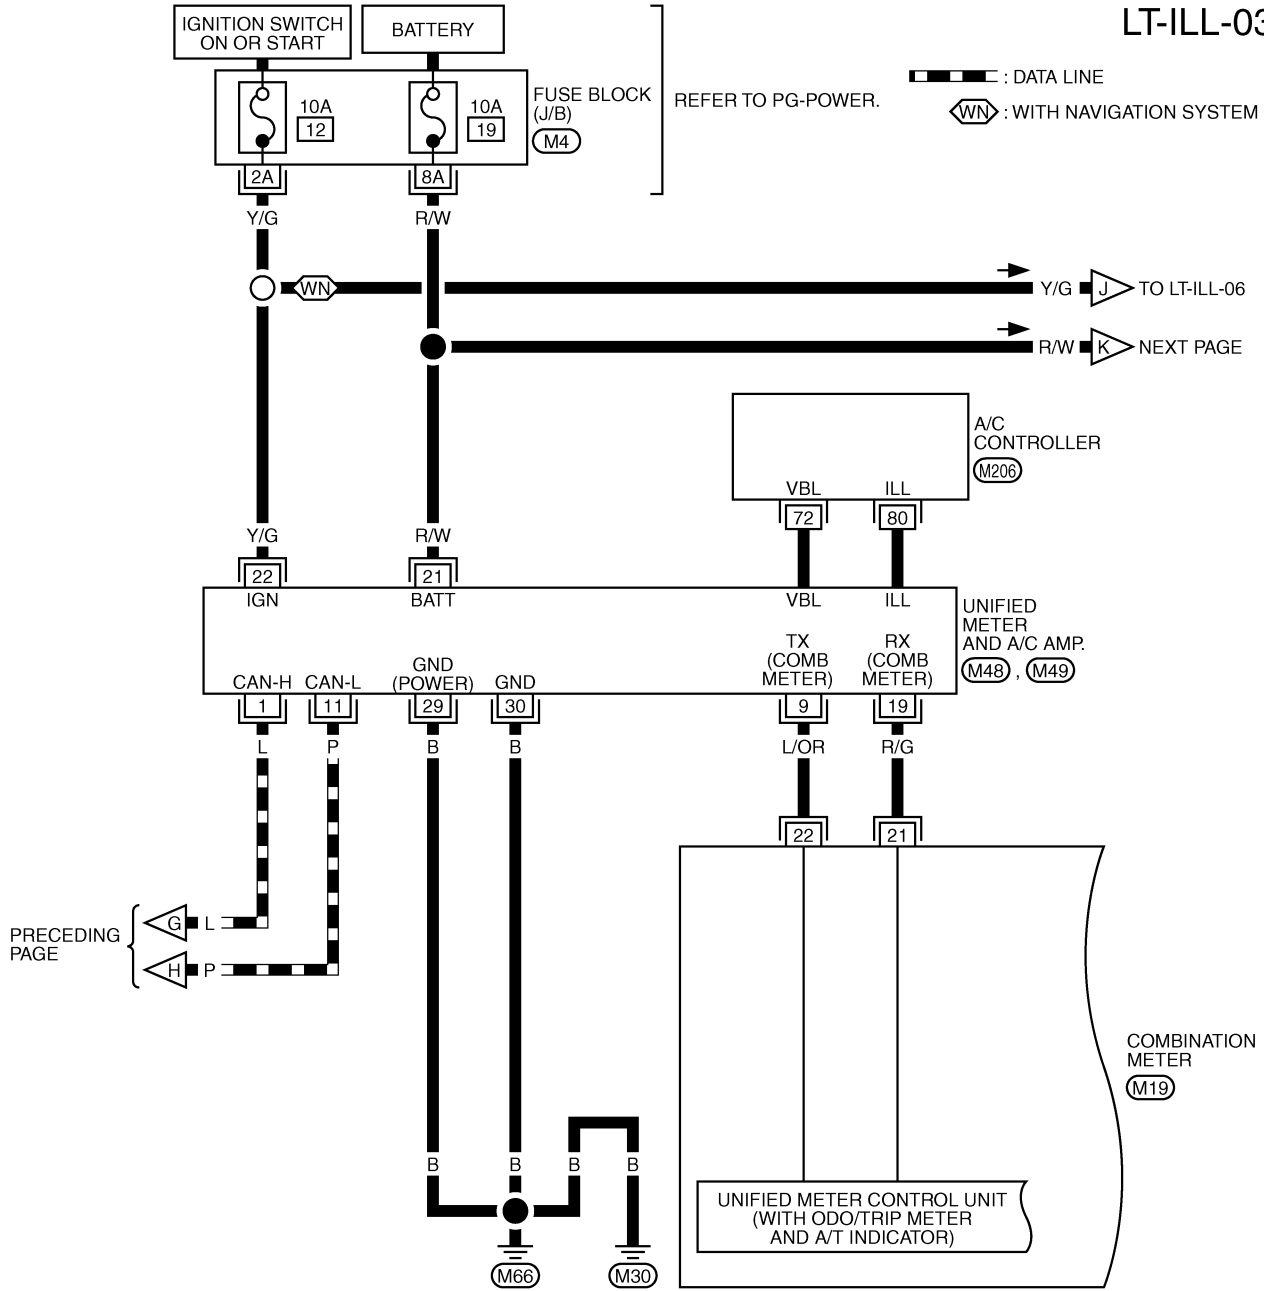 LT-ILL-03
IGNITION SWITCH
ON OR START
BATTERY
: DATA LINE
WN : WITH NAVIGATION SYSTEM
10A
12
10A
19
FUSE BLOCK
(J/B)
M4
REFER TO PG-POWER.
2A
8A
Y/G
R/W
WN
Y/G
J
TO LT-ILL-06
R/W
K
NEXT PAGE
A/C
CONTROLLER
M206
VBL
ILL
72
80
Y/G
R/W
22
21
IGN
BATT
VBL
ILL
UNIFIED
METER
AND A/C AMP.
M48 , M49
TX
(COMB
METER)
RX
(COMB
METER)
CAN-H
CAN-L
GND
(POWER)
GND
1
11
29
30
9
19
L
P
B
B
L/OR
R/G
22
21
PRECEDING
PAGE
G
L
H
P
COMBINATION
METER
M19
B
B
B
B
UNIFIED METER CONTROL UNIT
(WITH ODO/TRIP METER
AND A/T INDICATOR)
M66
M30